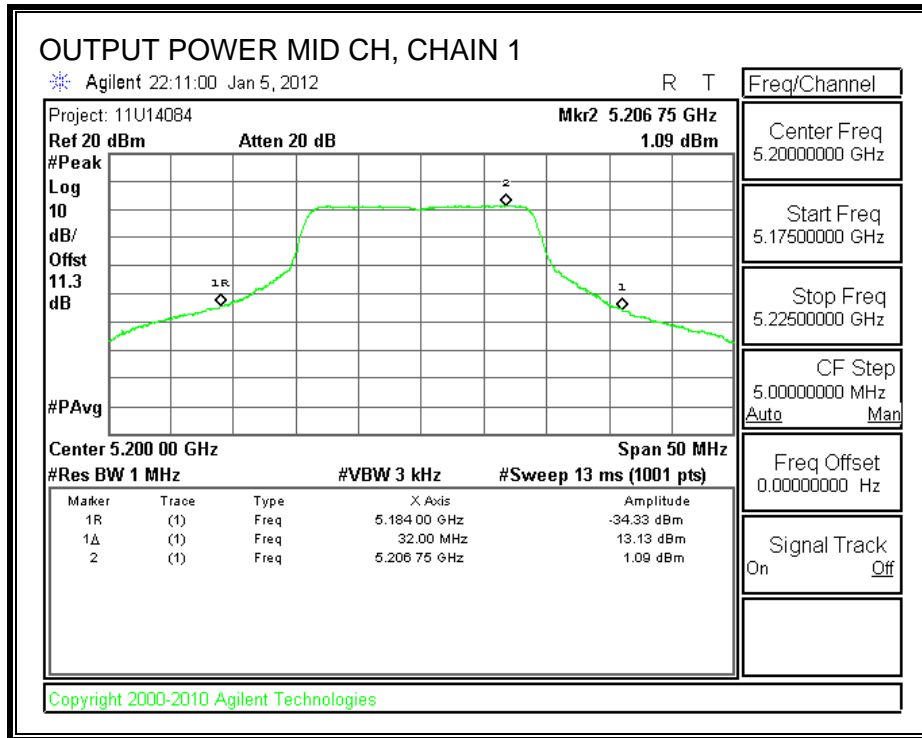 OUTPUT POWER MID CH, CHAIN 1
Agilent 22:11:00 Jan 5, 2012 R T
Project: 11U14084 Mkr2 5.206 75 GHz
Ref 20 dBm Atten 20 dB 1.09 dBm
#Peak
Log
10
dB/
Offst
11.3
dB
#PAvg
1R
2
1
Center 5.200 00 GHz Span 50 MHz
#Res BW 1 MHz #VBW 3 kHz #Sweep 13 ms (1001 pts)
Marker Trace Type X Axis Amplitude
1R (1) Freq 5.184 00 GHz -34.33 dBm
1Δ (1) Freq 32.00 MHz 13.13 dBm
2 (1) Freq 5.206 75 GHz 1.09 dBm
Freq/Channel
Center Freq
5.20000000 GHz
Start Freq
5.17500000 GHz
Stop Freq
5.22500000 GHz
CF Step
5.00000000 MHz
Auto Man
Freq Offset
0.00000000 Hz
Signal Track
On Off
Copyright 2000-2010 Agilent Technologies